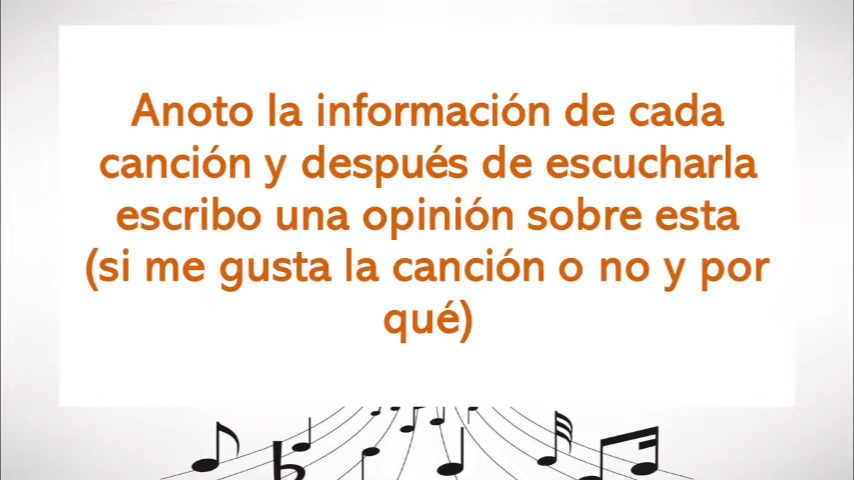 Anoto la información de cada
canción y después de escucharla
escribo una opinión sobre esta
(si me gusta la canción o no y por
qué)